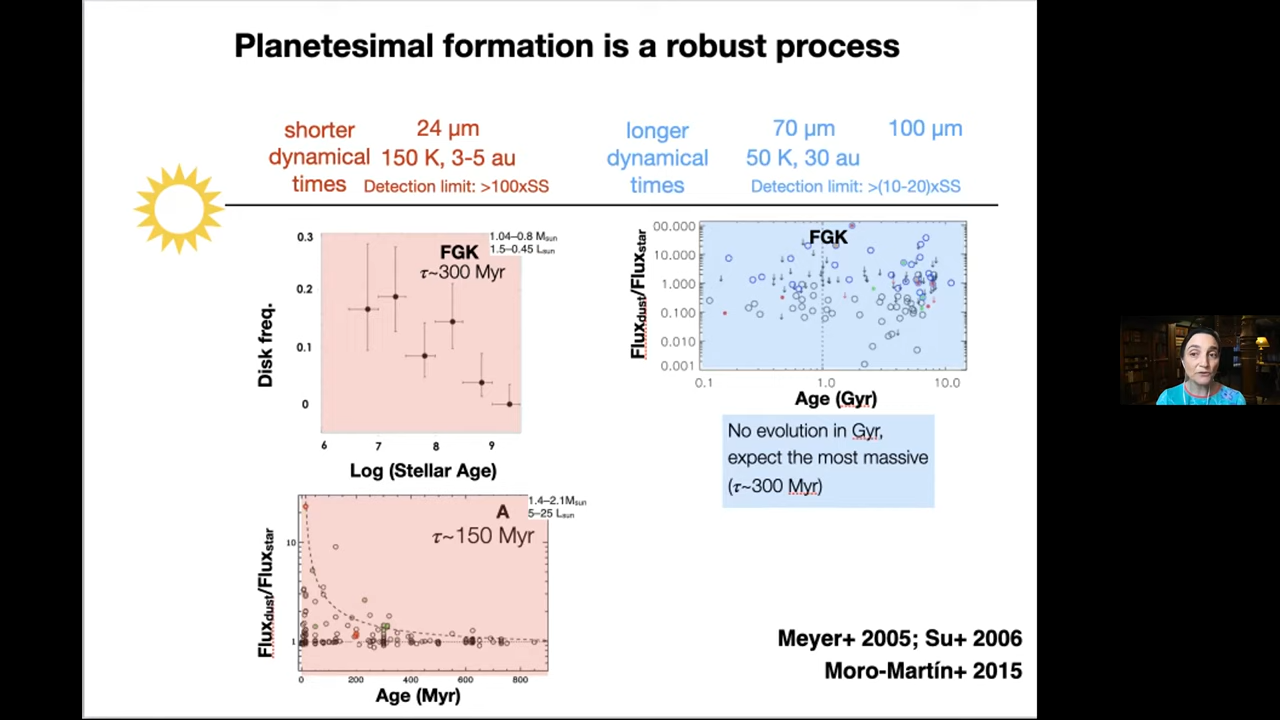 Planetesimal formation is a robust process
shorter
dynamical
times
24 μm
150 K, 3-5 au
Detection limit: >100xSS
longer
dynamical
times
70 μm 100 μm
50 K, 30 au
Detection limit: >(10-20)xSS
1.04–0.8 Msun
1.5–0.45 Lsun
FGK
τ~300 Myr
0.3
0.2
0.1
0
Disk freq.
6 7 8 9
Log (Stellar Age)
FGK
00.000
10.000
1.000
0.100
0.010
0.001
Fluxdust/Fluxstar
0.1 1.0 10.0
Age (Gyr)
No evolution in Gyr,
expect the most massive
(τ~300 Myr)
1.4–2.1Msun
5–25 Lsun
A
τ~150 Myr
10
1
Fluxdust/Fluxstar
0 200 400 600 800
Age (Myr)
Meyer+ 2005; Su+ 2006
Moro-Martín+ 2015